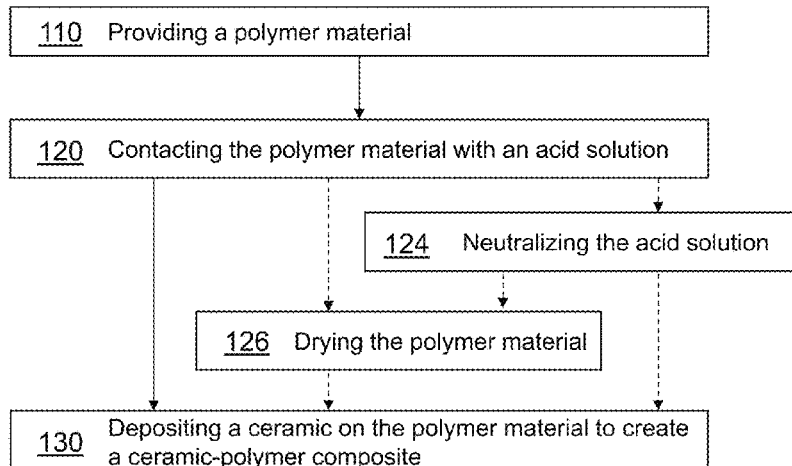 110 Providing a polymer material
120 Contacting the polymer material with an acid solution
124 Neutralizing the acid solution
126 Drying the polymer material
130 Depositing a ceramic on the polymer material to create
a ceramic-polymer composite